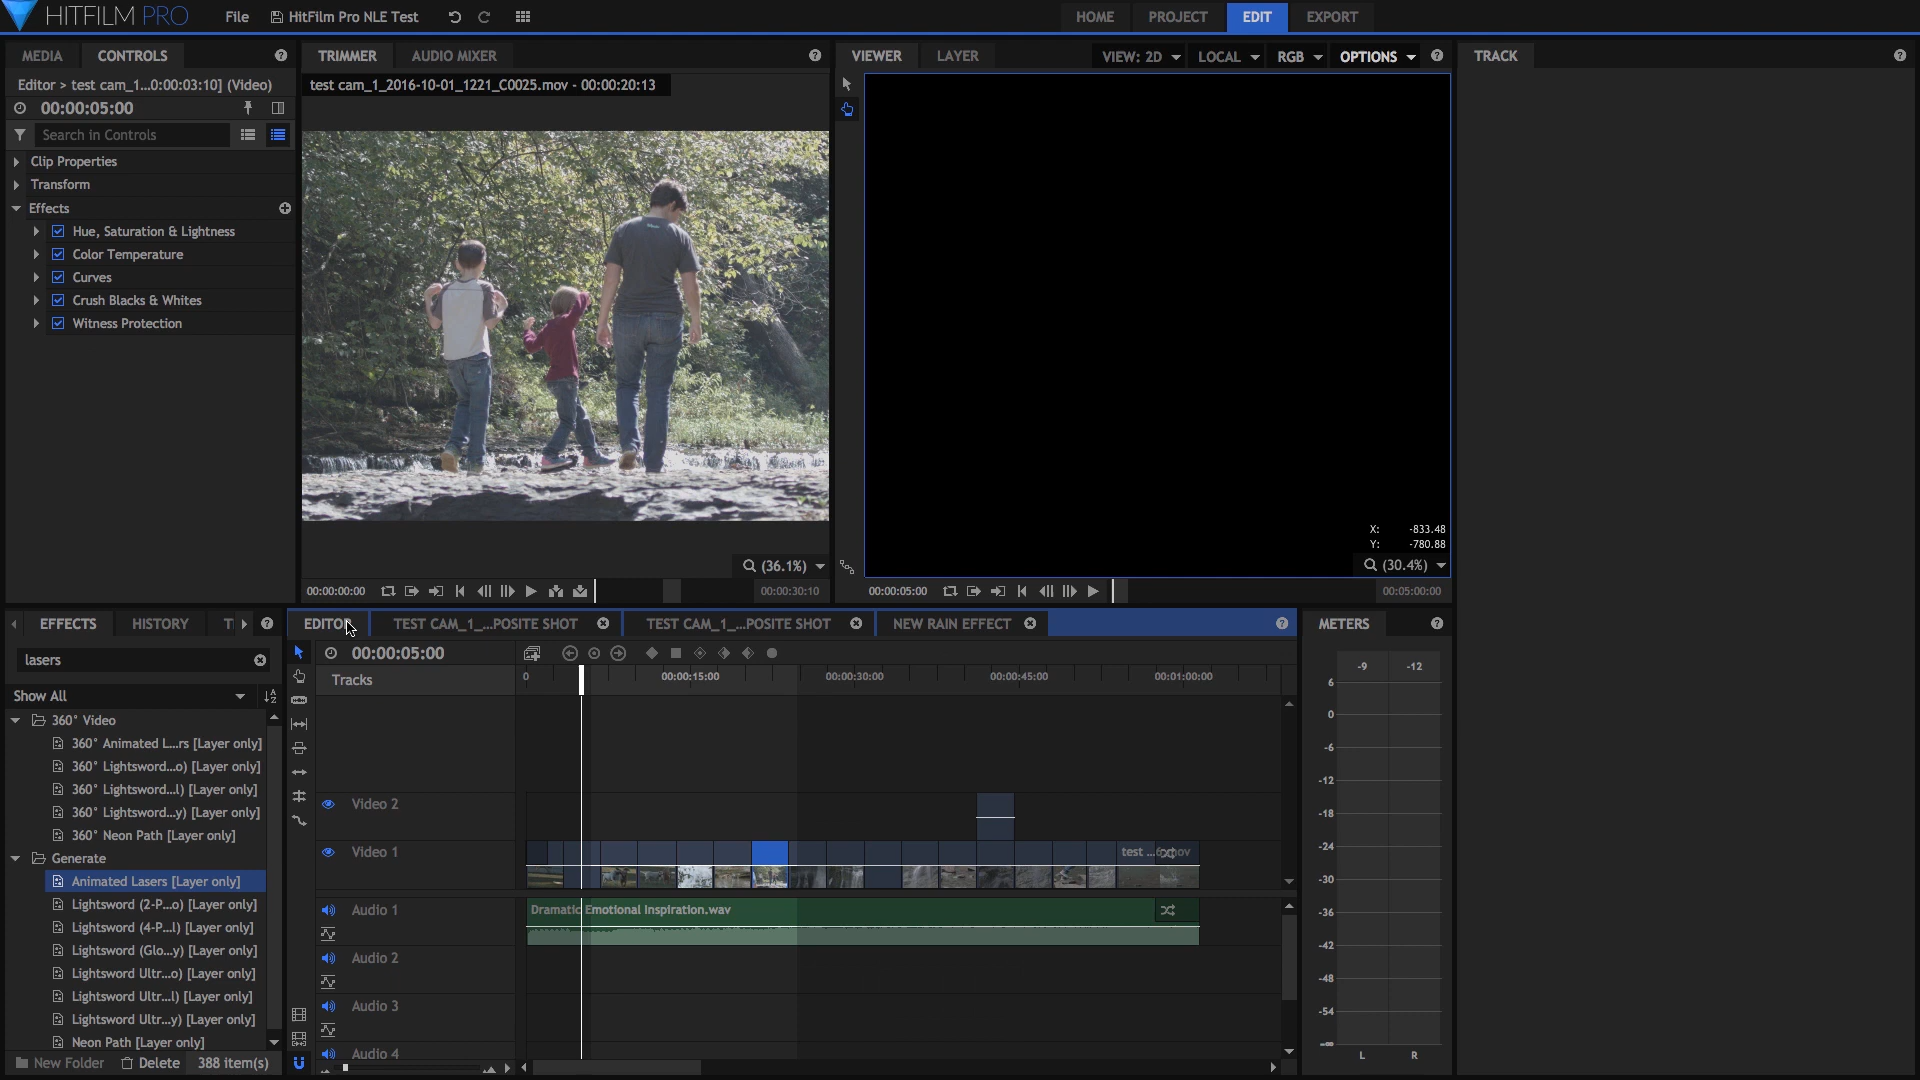 HITFILM PRO
File
HitFilm Pro NLE Test
HOME
PROJECT
EDIT
EXPORT
MEDIA
CONTROLS
Editor > test cam_1...0:00:03:10] (Video)
00:00:05:00
Search in Controls
Clip Properties
Transform
Effects
Hue, Saturation & Lightness
Color Temperature
Curves
Crush Blacks & Whites
Witness Protection
TRIMMER
AUDIO MIXER
test cam_1_2016-10-01_1221_C0025.mov - 00:00:20:13
(36.1%)
00:00:00:00
00:00:30:10
VIEWER
LAYER
VIEW: 2D
LOCAL
RGB
OPTIONS
X: -833.48
Y: -780.88
(30.4%)
00:00:05:00
00:05:00:00
TRACK
EFFECTS
HISTORY
T
lasers
Show All
360° Video
360° Animated L...rs [Layer only]
360° Lightsword...o) [Layer only]
360° Lightsword...l) [Layer only]
360° Lightsword...y) [Layer only]
360° Neon Path [Layer only]
Generate
Animated Lasers [Layer only]
Lightsword (2-P...o) [Layer only]
Lightsword (4-P...l) [Layer only]
Lightsword (Glo...y) [Layer only]
Lightsword Ultr...o) [Layer only]
Lightsword Ultr...l) [Layer only]
Lightsword Ultr...y) [Layer only]
Neon Path [Layer only]
New Folder
Delete
388 item(s)
EDITOR
TEST CAM_1_...POSITE SHOT
TEST CAM_1_...POSITE SHOT
NEW RAIN EFFECT
00:00:05:00
Tracks
0
00:00:15:00
00:00:30:00
00:00:45:00
00:01:00:00
Video 2
Video 1
test ...6.mov
Audio 1
Dramatic Emotional Inspiration.wav
Audio 2
Audio 3
Audio 4
METERS
-9
-12
6
0
-6
-12
-18
-24
-30
-36
-42
-48
-54
-∞
L
R